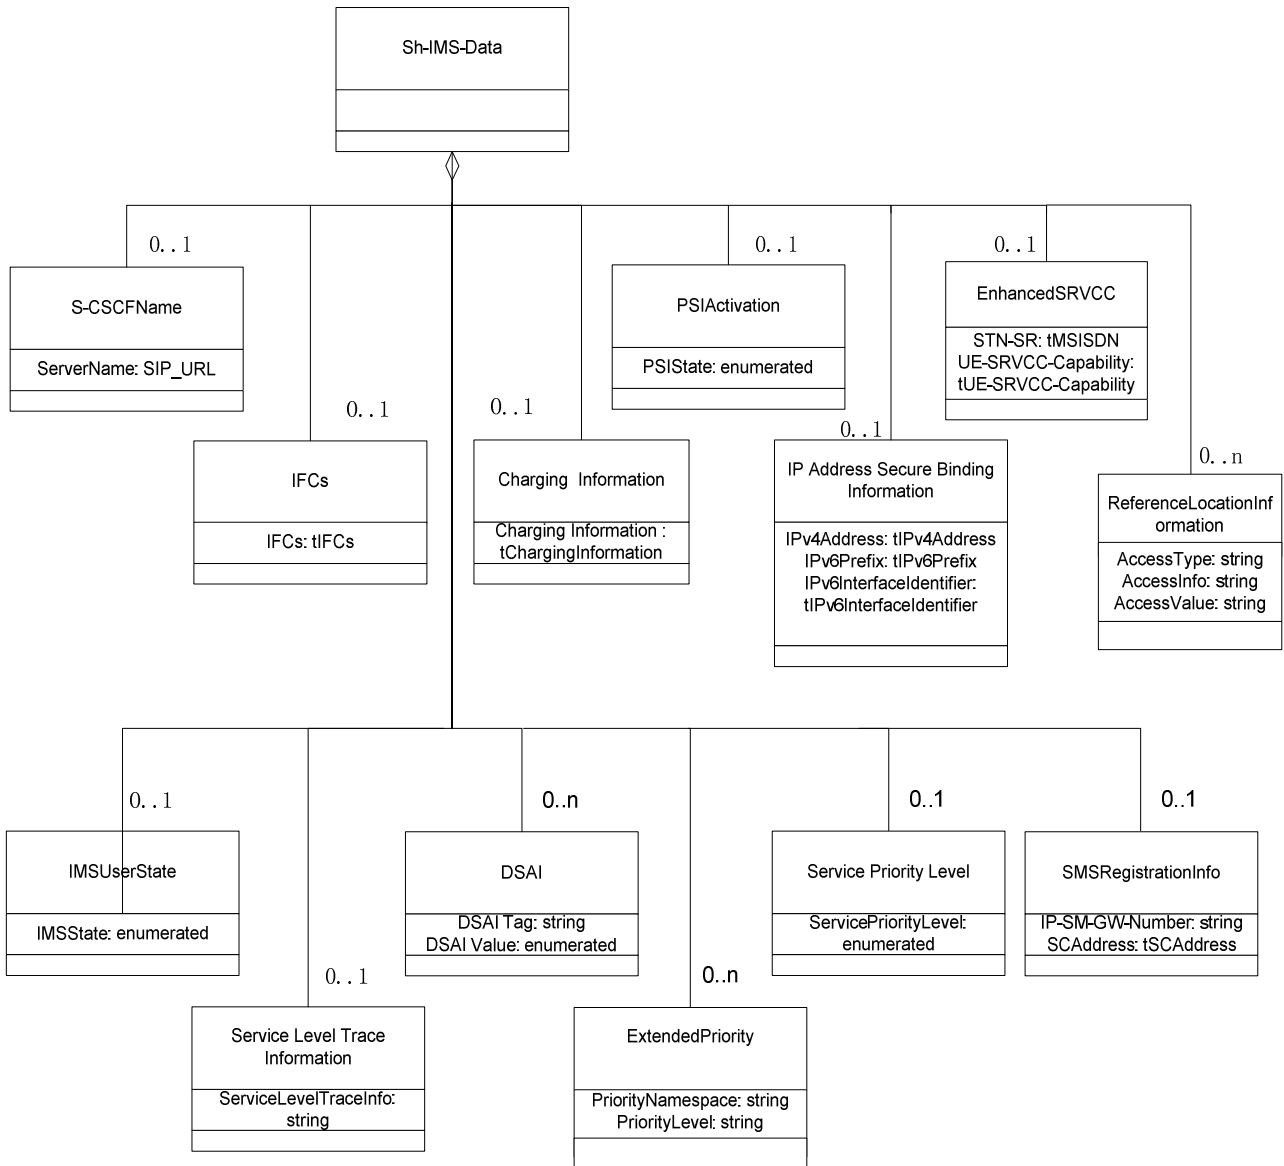 Sh-IMS-Data
0..1
S-CSCFName
ServerName: SIP_URL
0..1
IFCs
IFCs: tIFCs
0..1
Charging Information
Charging Information :
tChargingInformation
0..1
PSIActivation
PSIState: enumerated
0..1
IP Address Secure Binding
Information
IPv4Address: tIPv4Address
IPv6Prefix: tIPv6Prefix
IPv6InterfaceIdentifier:
tIPv6InterfaceIdentifier
0..1
EnhancedSRVCC
STN-SR: tMSISDN
UE-SRVCC-Capability:
tUE-SRVCC-Capability
0..n
ReferenceLocationInf
ormation
AccessType: string
AccessInfo: string
AccessValue: string
0..1
IMSUserState
IMSState: enumerated
0..1
Service Level Trace
Information
ServiceLevelTraceInfo:
string
0..n
DSAI
DSAI Tag: string
DSAI Value: enumerated
0..n
ExtendedPriority
PriorityNamespace: string
PriorityLevel: string
0..1
Service Priority Level
ServicePriorityLevel:
enumerated
0..1
SMSRegistrationInfo
IP-SM-GW-Number: string
SCAddress: tSCAddress